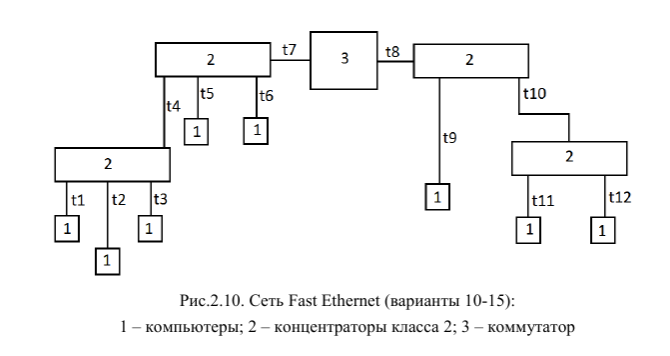 t7
t8
2
3
2
t5
t6
t10
t4
1
1
t9
2
2
t1
t2
t3
1
t11
t12
1
1
1
1
1
Рис.2.10. Сеть Fast Ethernet (варианты 10-15):
1 – компьютеры; 2 – концентраторы класса 2; 3 – коммутатор